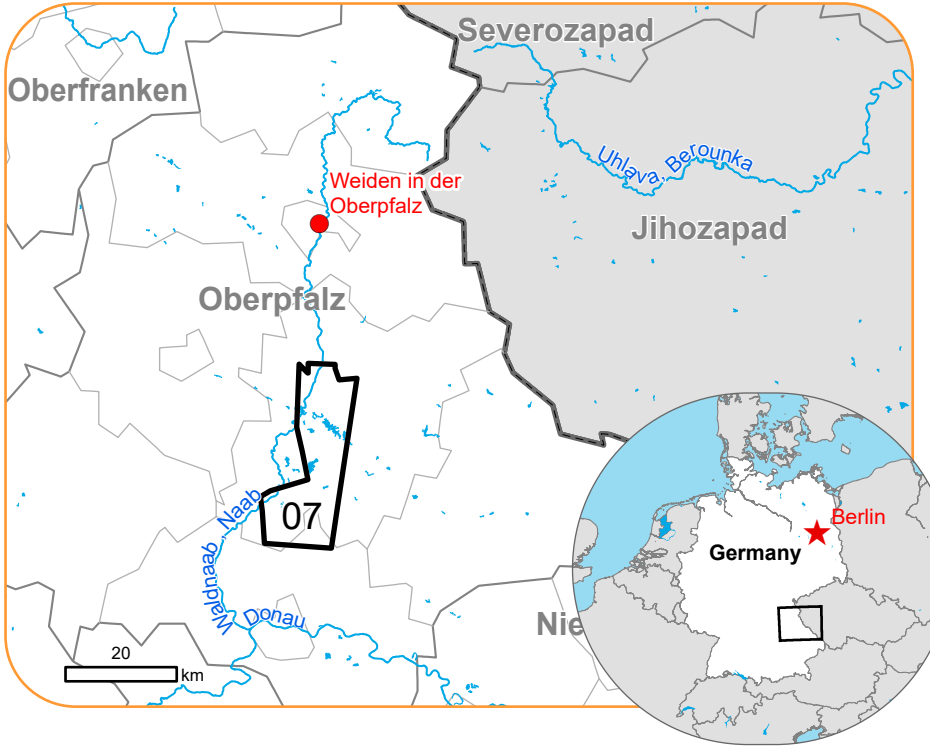 Severozapad
Oberfranken
Uhlava, Berounka
Weiden in der
Oberpfalz
Jihozapad
Oberpfalz
Waldnaab, Naab
07
Berlin
Germany
Donau
Nie
20
km